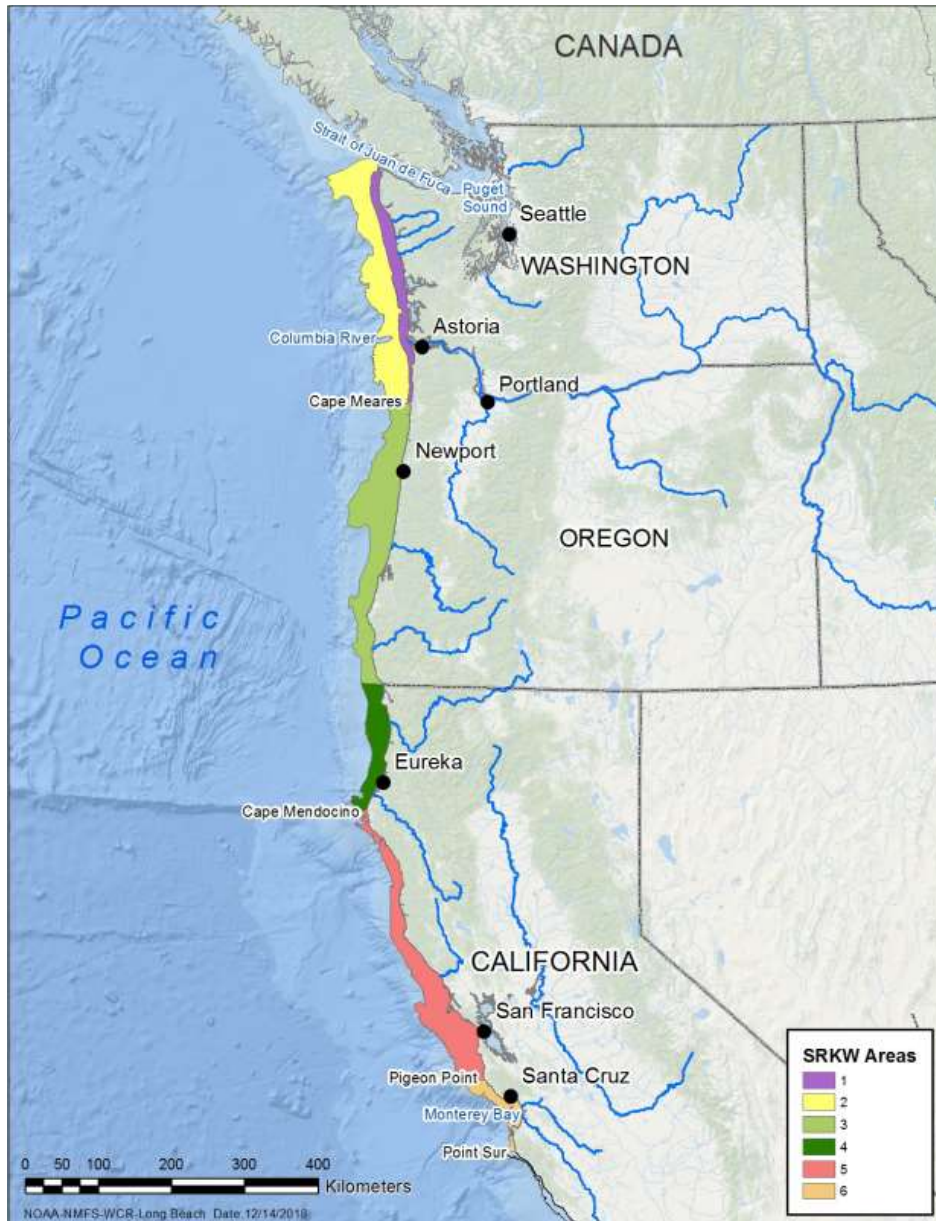 CANADA
Strait of Juan de Fuca
Puget
Sound
Seattle
WASHINGTON
Columbia River
Astoria
Portland
Cape Meares
Newport
OREGON
Pacific
Ocean
Eureka
Cape Mendocino
CALIFORNIA
San Francisco
Pigeon Point
Santa Cruz
Monterey Bay
Point Sur
SRKW Areas
1
2
3
4
5
6
0 50 100 200 300 400
Kilometers
NOAA-NMFS-WCR-Long Beach Date:12/14/2019